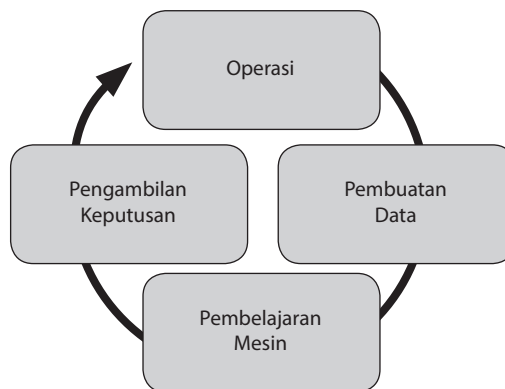 Operasi
Pengambilan
Keputusan
Pembuatan
Data
Pembelajaran
Mesin